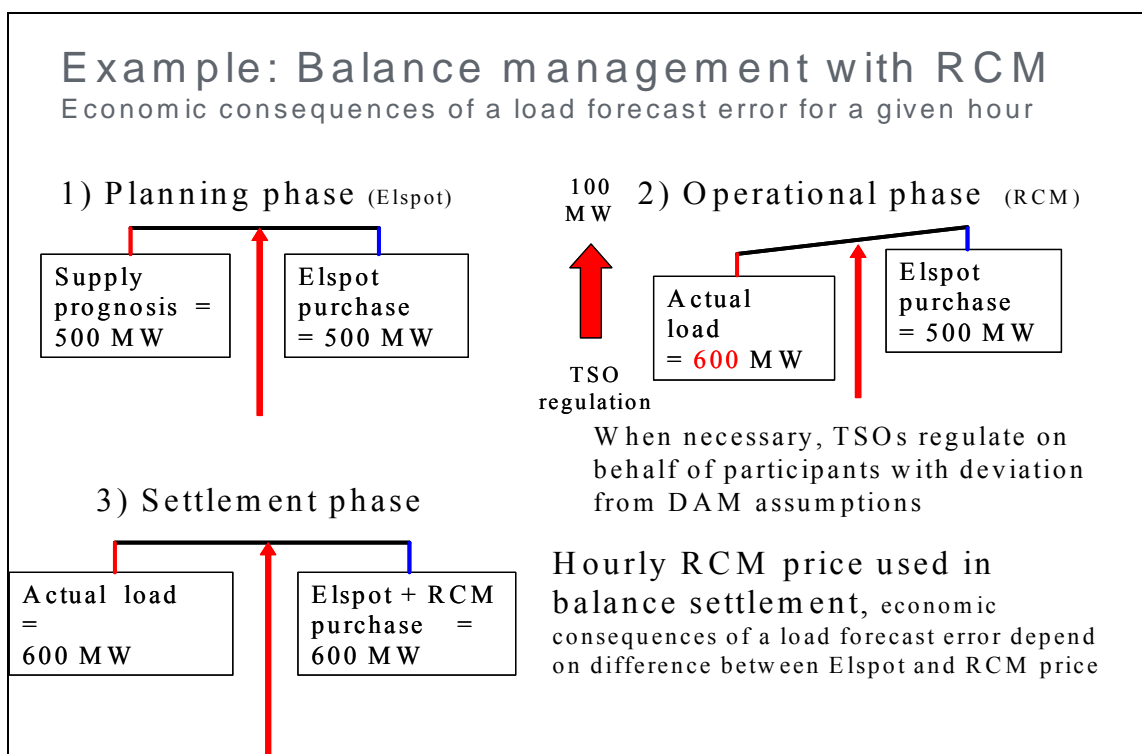 Example: Balance management with RCM
Economic consequences of a load forecast error for a given hour
1) Planning phase (Elspot)
Supply
prognosis =
500 MW
Elspot
purchase
= 500 MW
100
MW
TSO
regulation
2) Operational phase (RCM)
Actual
load
= 600 MW
Elspot
purchase
= 500 MW
When necessary, TSOs regulate on
behalf of participants with deviation
from DAM assumptions
3) Settlement phase
Actual load
=
600 MW
Elspot + RCM
purchase =
600 MW
Hourly RCM price used in
balance settlement, economic
consequences of a load forecast error depend
on difference between Elspot and RCM price